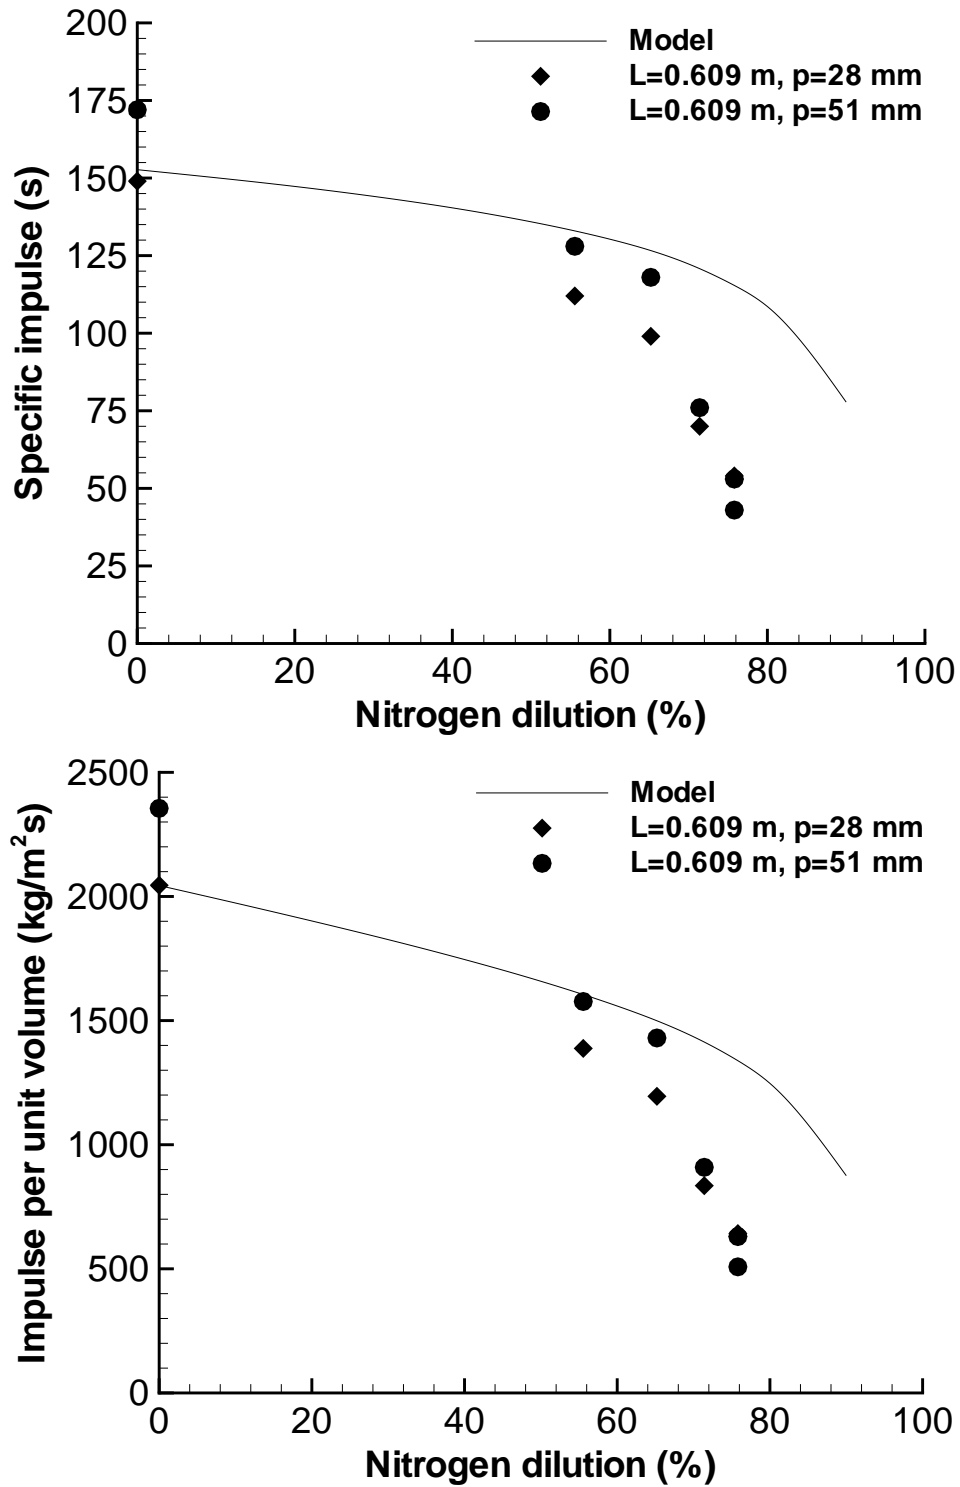 200
175
150
125
100
75
50
25
0
Specific impulse (s)
Model
L=0.609 m, p=28 mm
L=0.609 m, p=51 mm
0 20 40 60 80 100
Nitrogen dilution (%)
2500
2000
1500
1000
500
0
Impulse per unit volume (kg/m²s)
Model
L=0.609 m, p=28 mm
L=0.609 m, p=51 mm
0 20 40 60 80 100
Nitrogen dilution (%)